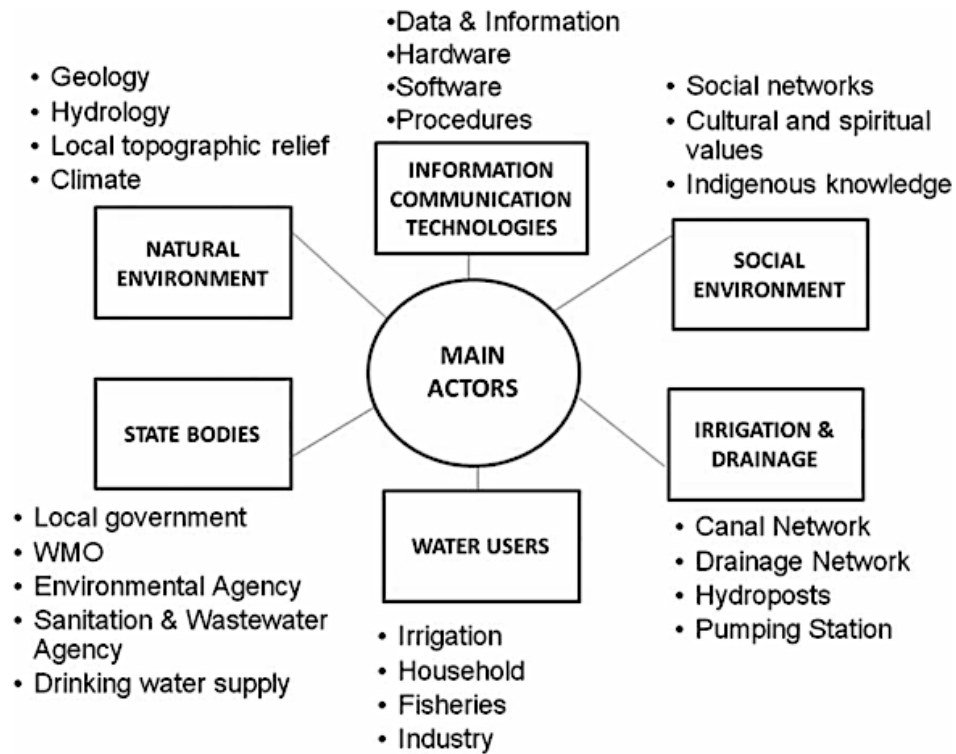 •Data & Information
•Hardware
•Software
•Procedures
INFORMATION
COMMUNICATION
TECHNOLOGIES
• Geology
• Hydrology
• Local topographic relief
• Climate
NATURAL
ENVIRONMENT
• Social networks
• Cultural and spiritual
values
• Indigenous knowledge
SOCIAL
ENVIRONMENT
MAIN
ACTORS
STATE BODIES
• Local government
• WMO
• Environmental Agency
• Sanitation & Wastewater
Agency
• Drinking water supply
WATER USERS
• Irrigation
• Household
• Fisheries
• Industry
IRRIGATION &
DRAINAGE
• Canal Network
• Drainage Network
• Hydroposts
• Pumping Station